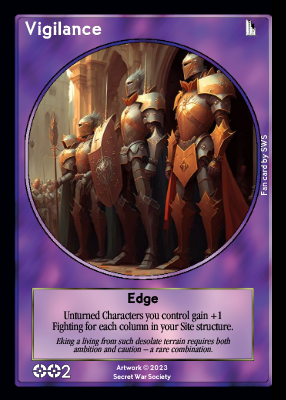 Vigilance
Fan card by SWS
Edge
Unturned Characters you control gain +1
Fighting for each column in your Site structure.
Eking a living from such desolate terrain requires both
ambition and caution – a rare combination.
2
Artwork © 2023
Secret War Society